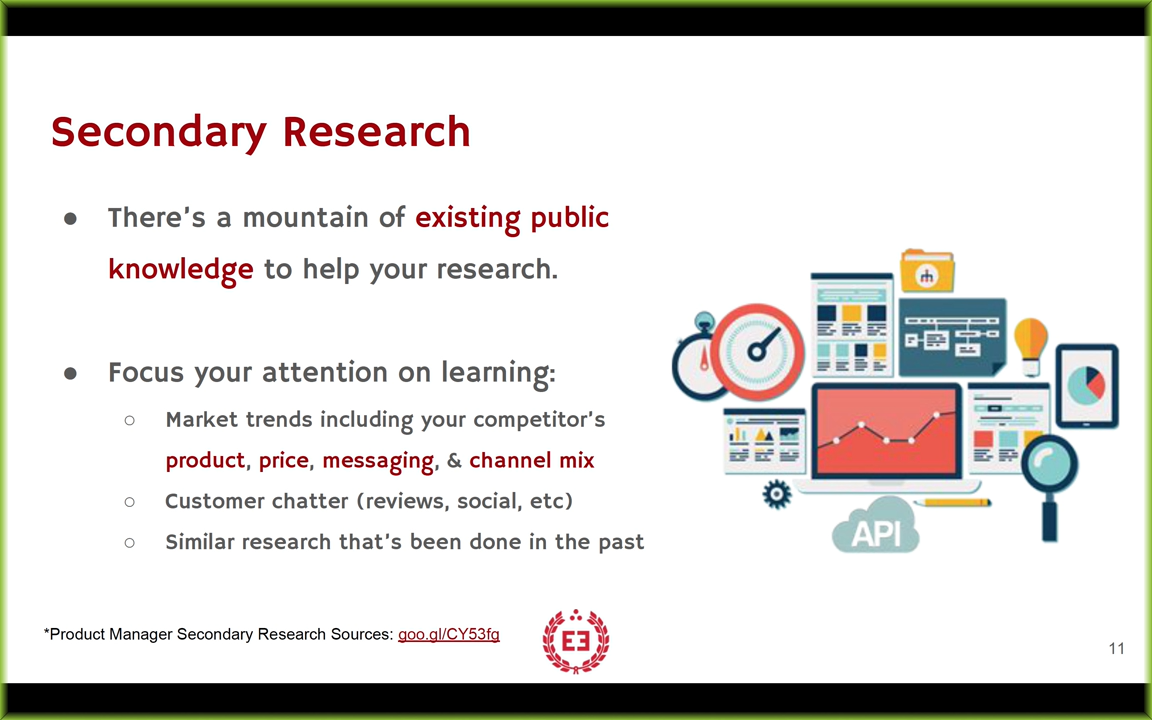 Secondary Research
● There's a mountain of existing public
knowledge to help your research.
● Focus your attention on learning:
○ Market trends including your competitor's
product, price, messaging, & channel mix
○ Customer chatter (reviews, social, etc)
○ Similar research that's been done in the past
API
*Product Manager Secondary Research Sources: goo.gl/CY53fg
EE
11